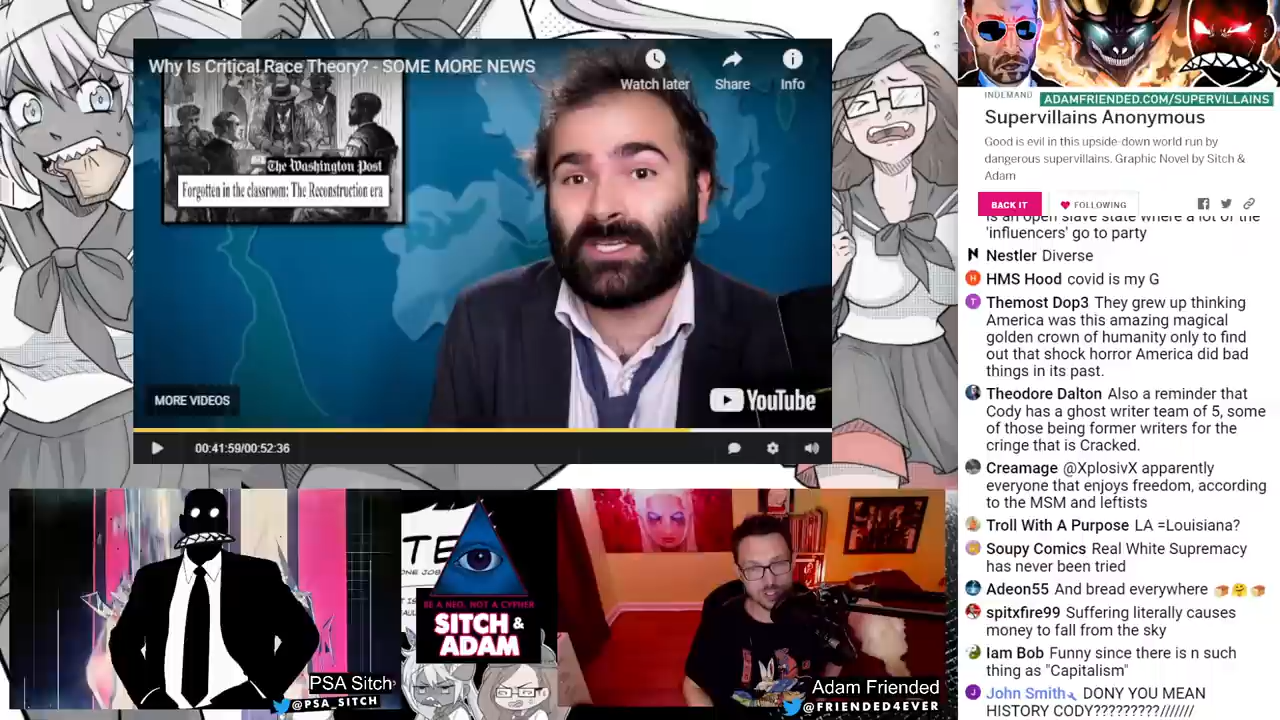 Why Is Critical Race Theory? - SOME MORE NEWS
Watch later
Share
Info
The Washington Post
Forgotten in the classroom: The Reconstruction era
MORE VIDEOS
YouTube
00:41:59/00:52:36
BE A NEO, NOT A CYPHER
SITCH &
ADAM
PSA Sitch
@PSA_SITCH
Adam Friended
@FRIENDED4EVER
INDEMAND
ADAMFRIENDED.COM/SUPERVILLAINS
Supervillains Anonymous
Good is evil in this upside-down world run by
dangerous supervillains. Graphic Novel by Sitch &
Adam
BACK IT
FOLLOWING
is an open slave state where a lot of the
'influencers' go to party
Nestler Diverse
HMS Hood covid is my G
Themost Dop3 They grew up thinking
America was this amazing magical
golden crown of humanity only to find
out that shock horror America did bad
things in its past.
Theodore Dalton Also a reminder that
Cody has a ghost writer team of 5, some
of those being former writers for the
cringe that is Cracked.
Creamage @XplosivX apparently
everyone that enjoys freedom, according
to the MSM and leftists
Troll With A Purpose LA =Louisiana?
Soupy Comics Real White Supremacy
has never been tried
Adeon55 And bread everywhere 🍞🤗🍞
spitxfire99 Suffering literally causes
money to fall from the sky
Iam Bob Funny since there is n such
thing as "Capitalism"
John Smith DONY YOU MEAN
HISTORY CODY?????????///////